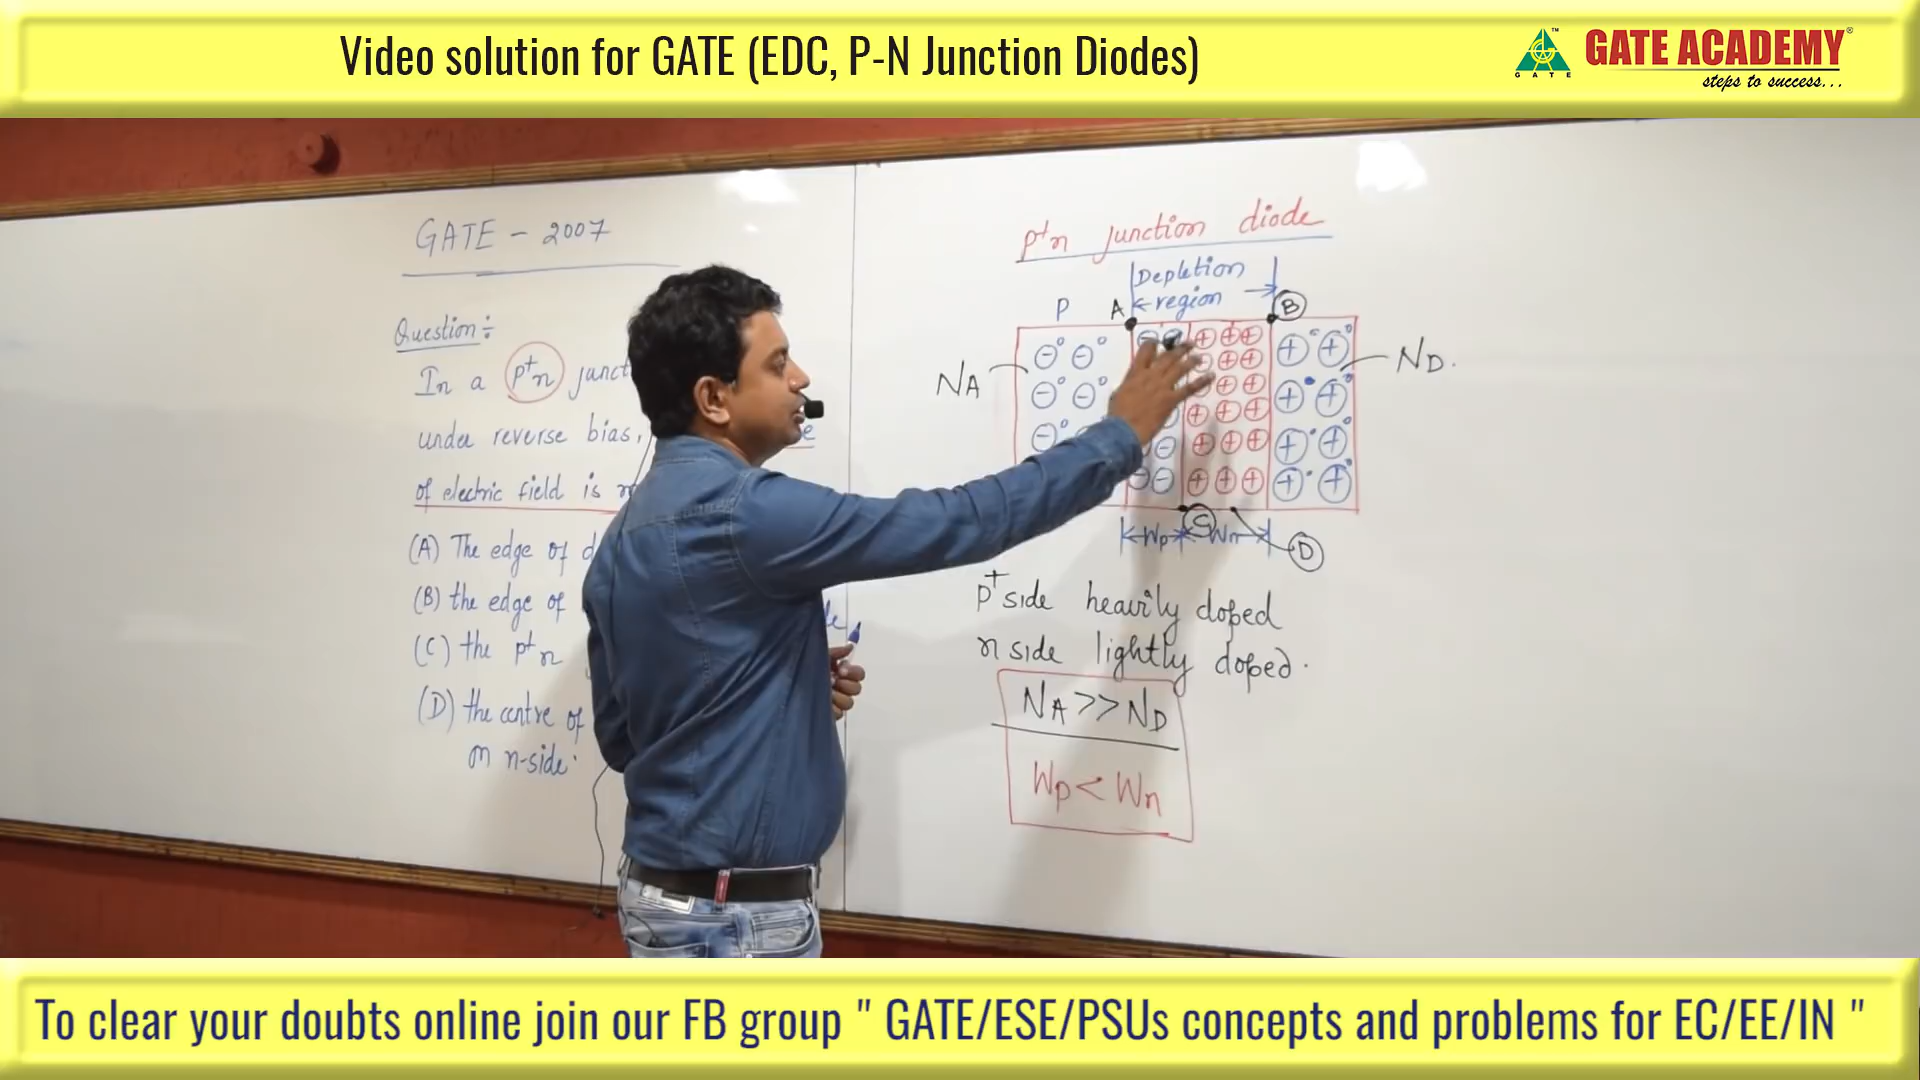 Video solution for GATE (EDC, P-N Junction Diodes)
GATE
GATE ACADEMY
steps to success...
GATE - 2007
Question:
In a p+n junct
under reverse bias,
of electric field is
(A) The edge of d
(B) the edge of
(C) the p+n
(D) the centre of
on n-side.
p+n junction diode
Depletion
region
P
A
B
NA
ND.
Wp
C
Wn
D
p+ side heavily doped
n side lightly doped.
NA >> ND
Wp < Wn
To clear your doubts online join our FB group " GATE/ESE/PSUs concepts and problems for EC/EE/IN "